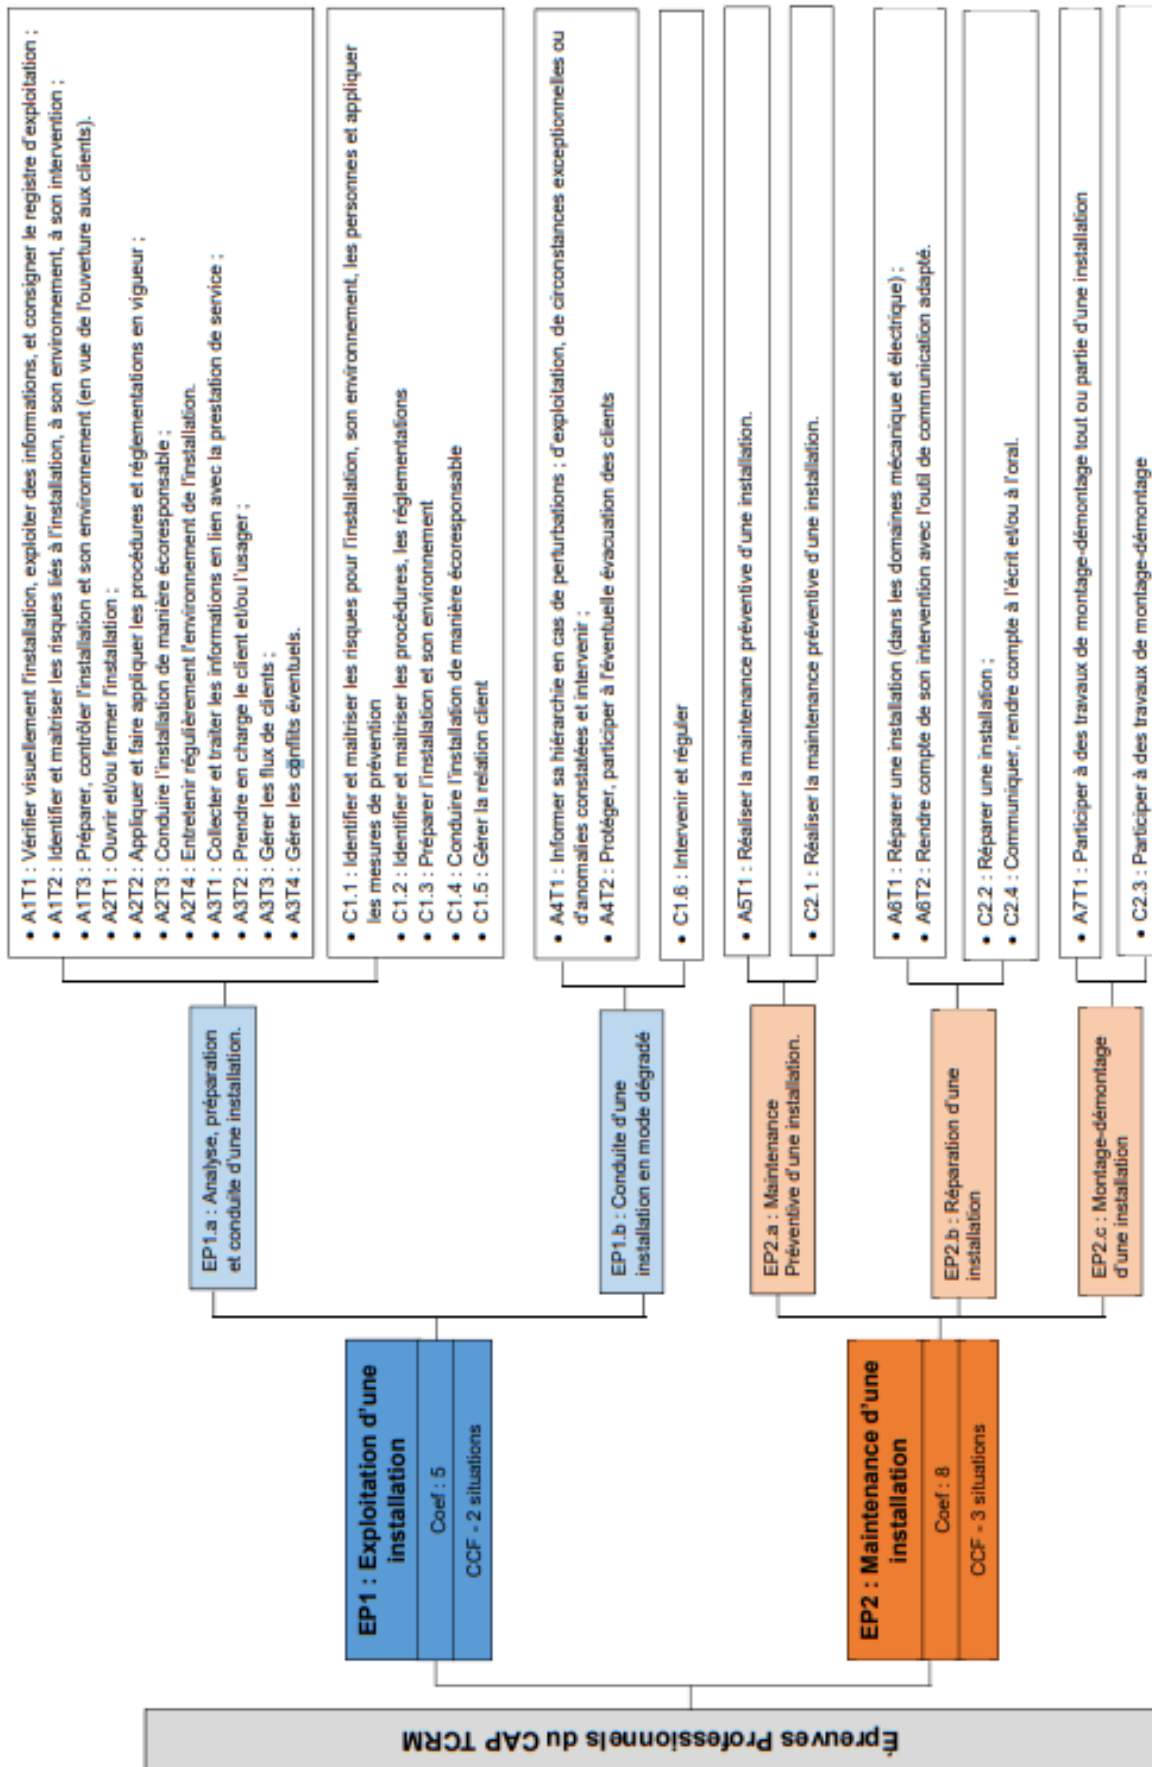 Épreuves Professionnels du CAP TCRM
EP1 : Exploitation d'une
installation
Coef : 5
CCF - 2 situations
EP1.a : Analyse, préparation
et conduite d'une installation.
• A1T1 : Vérifier visuellement l'installation, exploiter des informations, et consigner le registre d'exploitation ;
• A1T2 : Identifier et maîtriser les risques liés à l'installation, à son environnement, à son intervention ;
• A1T3 : Préparer, contrôler l'installation et son environnement (en vue de l'ouverture aux clients).
• A2T1 : Ouvrir et/ou fermer l'installation ;
• A2T2 : Appliquer et faire appliquer les procédures et réglementations en vigueur ;
• A2T3 : Conduire l'installation de manière écoresponsable ;
• A2T4 : Entretenir régulièrement l'environnement de l'installation.
• A3T1 : Collecter et traiter les informations en lien avec la prestation de service ;
• A3T2 : Prendre en charge le client et/ou l'usager ;
• A3T3 : Gérer les flux de clients ;
• A3T4 : Gérer les conflits éventuels.
• C1.1 : Identifier et maitriser les risques pour l'installation, son environnement, les personnes et appliquer
les mesures de prévention
• C1.2 : Identifier et maitriser les procédures, les réglementations
• C1.3 : Préparer l'installation et son environnement
• C1.4 : Conduire l'installation de manière écoresponsable
• C1.5 : Gérer la relation client
EP1.b : Conduite d'une
installation en mode dégradé
• A4T1 : Informer sa hiérarchie en cas de perturbations ; d'exploitation, de circonstances exceptionnelles ou
d'anomalies constatées et intervenir ;
• A4T2 : Protéger, participer à l'éventuelle évacuation des clients
• C1.6 : Intervenir et réguler
EP2 : Maintenance d'une
installation
Coef : 8
CCF - 3 situations
EP2.a : Maintenance
Préventive d'une installation.
• A5T1 : Réaliser la maintenance préventive d'une installation.
• C2.1 : Réaliser la maintenance préventive d'une installation.
EP2.b : Réparation d'une
installation
• A6T1 : Réparer une installation (dans les domaines mécanique et électrique) ;
• A6T2 : Rendre compte de son intervention avec l'outil de communication adapté.
• C2.2 : Réparer une installation ;
• C2.4 : Communiquer, rendre compte à l'écrit et/ou à l'oral.
EP2.c : Montage-démontage
d'une installation
• A7T1 : Participer à des travaux de montage-démontage tout ou partie d'une installation
• C2.3 : Participer à des travaux de montage-démontage